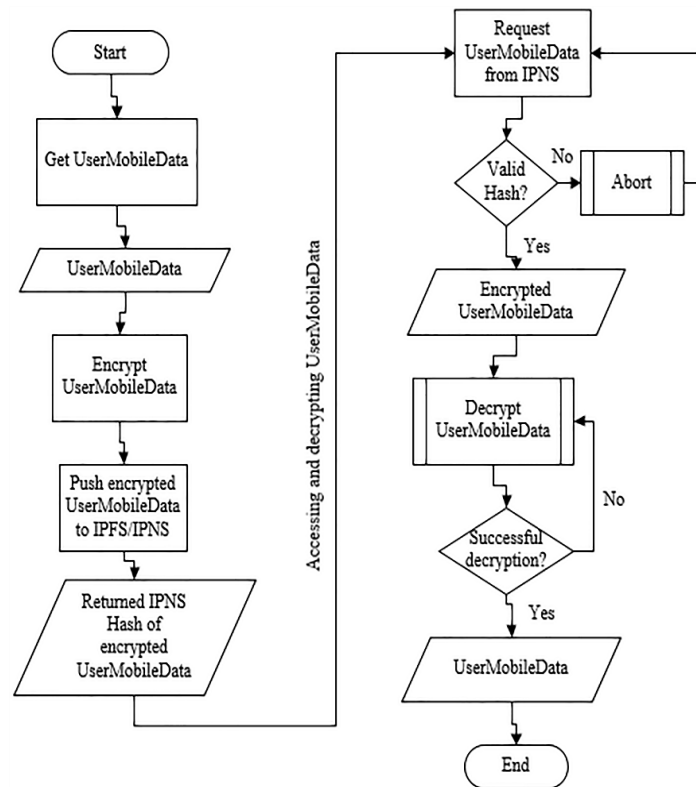 Start
Get UserMobileData
UserMobileData
Encrypt
UserMobileData
Push encrypted
UserMobileData
to IPFS/IPNS
Returned IPNS
Hash of
encrypted
UserMobileData
Accessing and decrypting UserMobileData
Request
UserMobileData
from IPNS
Valid
Hash?
No
Abort
Yes
Encrypted
UserMobileData
Decrypt
UserMobileData
No
Successful
decryption?
Yes
UserMobileData
End